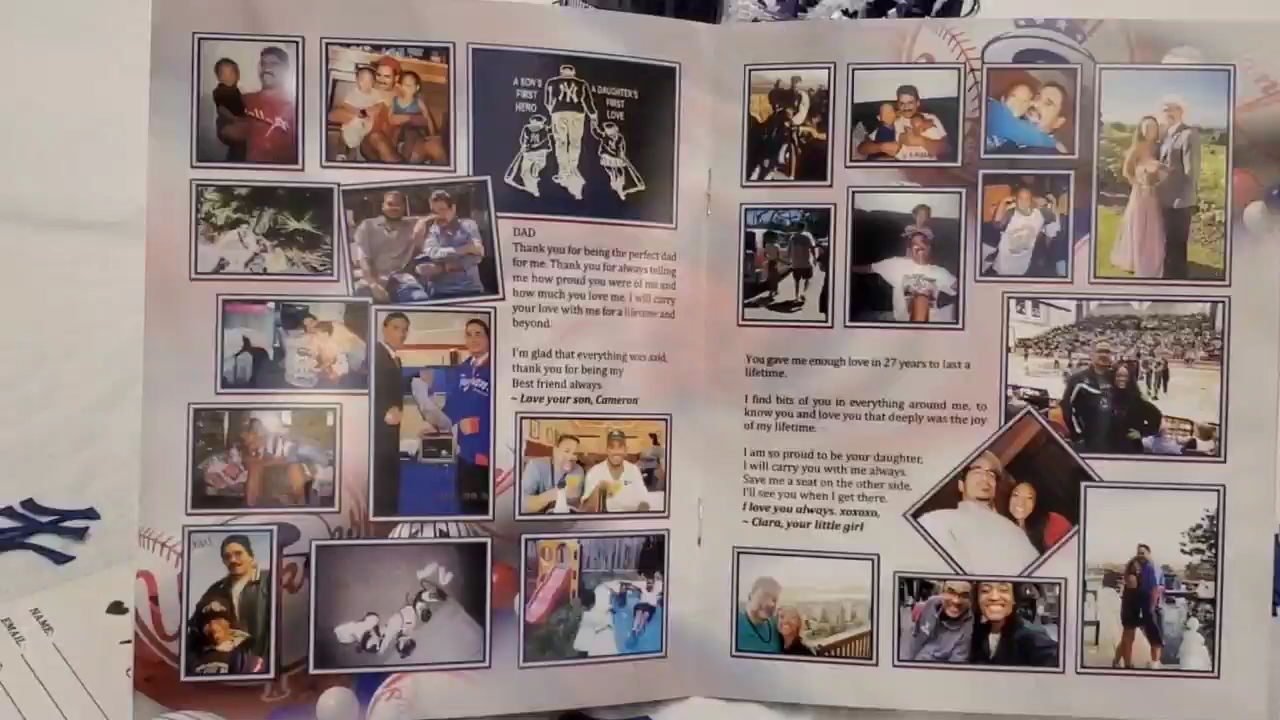 A SON'S
FIRST
HERO
A DAUGHTER'S
FIRST
LOVE
NY
DAD
Thank you for being the perfect dad
for me. Thank you for always telling
me how proud you were of me and
how much you love me. I will carry
your love with me for a lifetime and
beyond.
I'm glad that everything was said,
thank you for being my
Best friend always.
~ Love your son, Cameron
You gave me enough love in 27 years to last a
lifetime.
I find bits of you in everything around me, to
know you and love you that deeply was the joy
of my lifetime.
I am so proud to be your daughter,
I will carry you with me always.
Save me a seat on the other side.
I'll see you when I get there.
I love you always. xoxoxo,
~ Ciara, your little girl
NAME:
EMAIL: